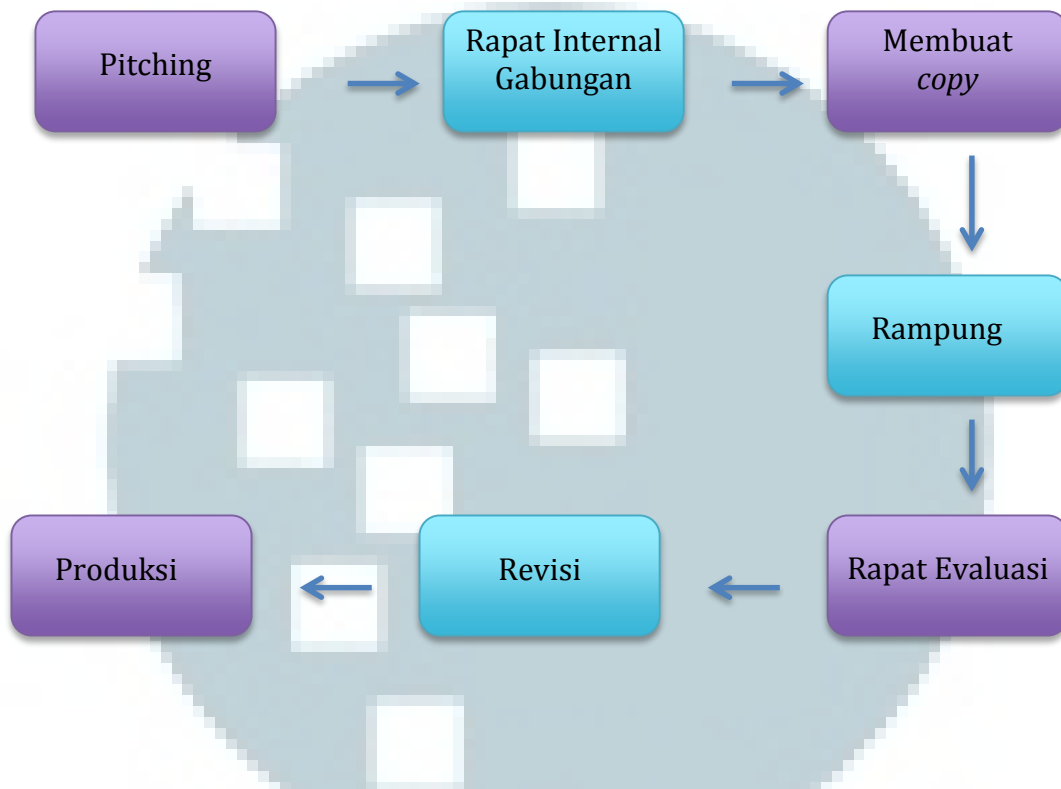 Pitching
Rapat Internal
Gabungan
Membuat
copy
Rampung
Rapat Evaluasi
Revisi
Produksi